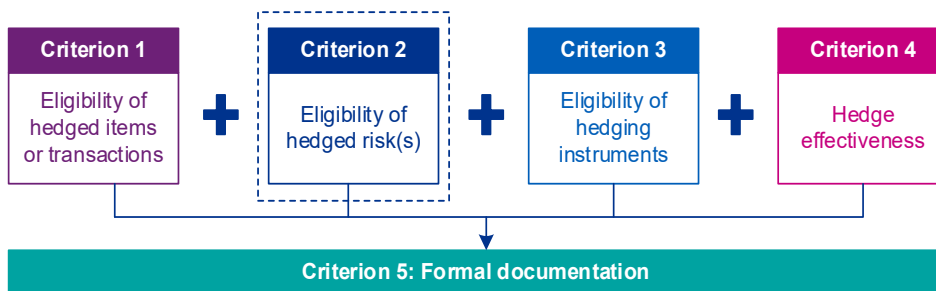 Criterion 1
Eligibility of
hedged items
or transactions
Criterion 2
Eligibility of
hedged risk(s)
Criterion 3
Eligibility of
hedging
instruments
Criterion 4
Hedge
effectiveness
Criterion 5: Formal documentation